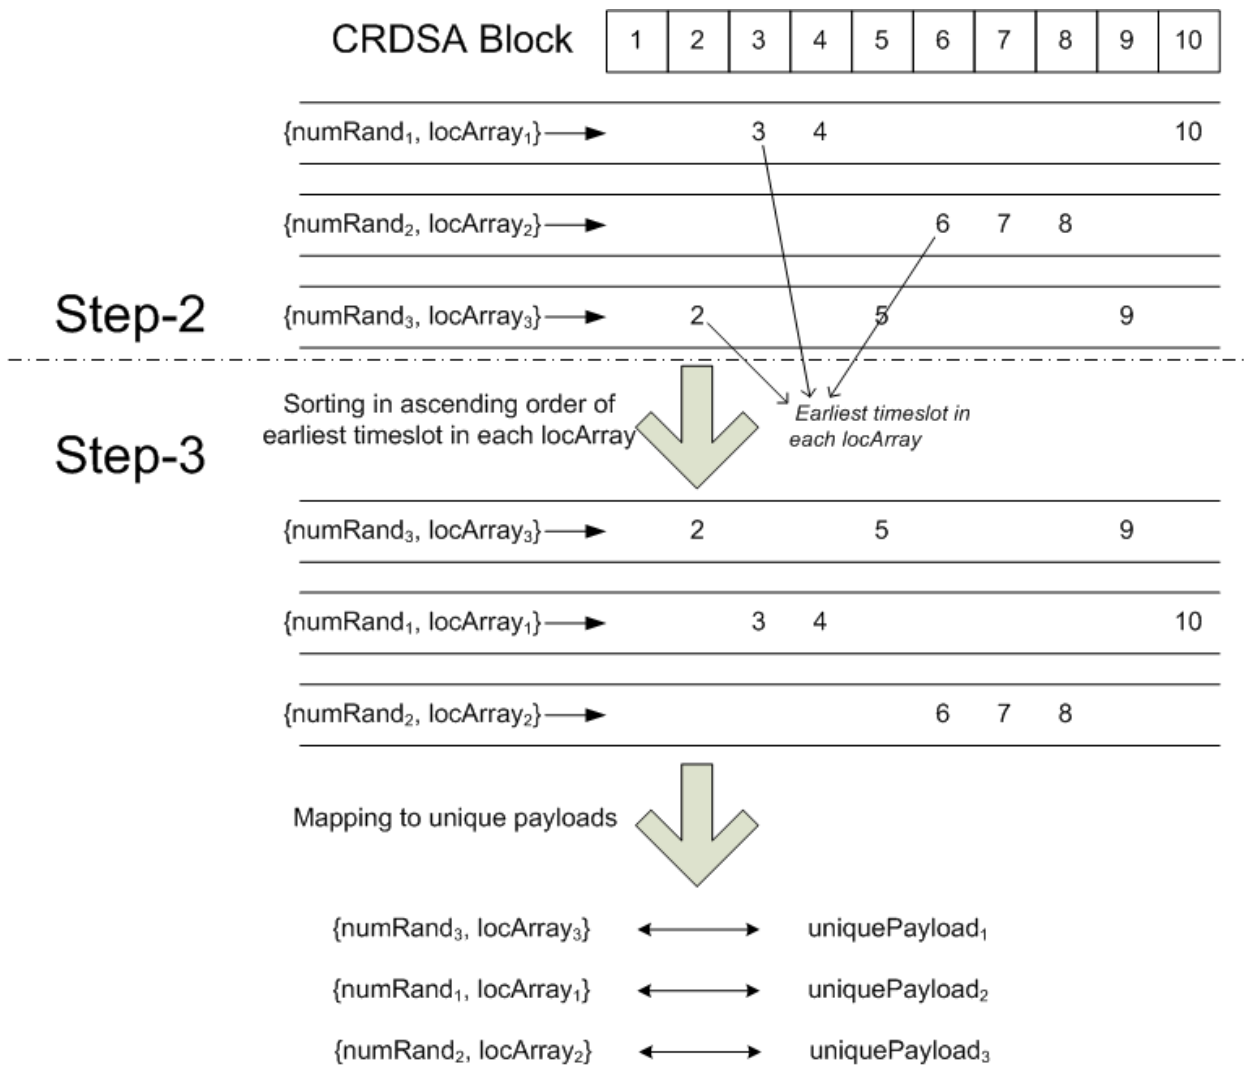 CRDSA Block 1 2 3 4 5 6 7 8 9 10
{numRand₁, locArray₁} 3 4 10
{numRand₂, locArray₂} 6 7 8
Step-2 {numRand₃, locArray₃} 2 5 9
Sorting in ascending order of
earliest timeslot in each locArray
Earliest timeslot in
each locArray
Step-3
{numRand₃, locArray₃} 2 5 9
{numRand₁, locArray₁} 3 4 10
{numRand₂, locArray₂} 6 7 8
Mapping to unique payloads
{numRand₃, locArray₃} uniquePayload₁
{numRand₁, locArray₁} uniquePayload₂
{numRand₂, locArray₂} uniquePayload₃